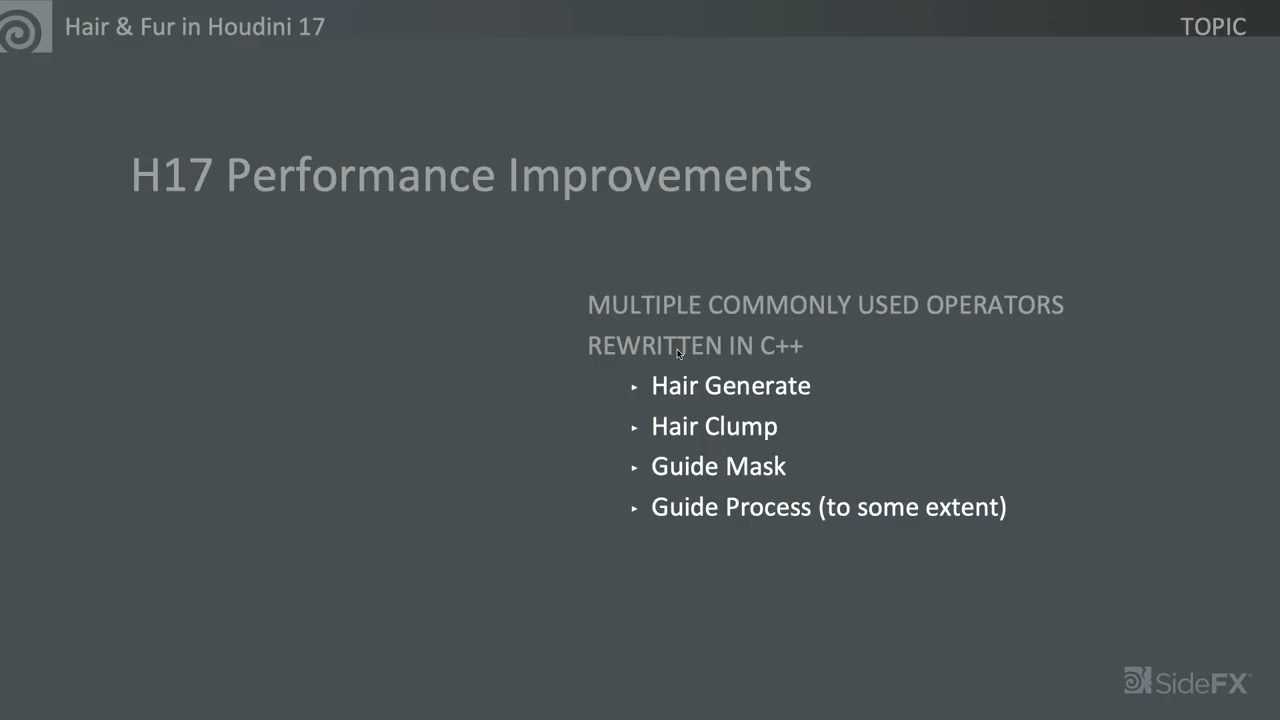 Hair & Fur in Houdini 17
TOPIC
H17 Performance Improvements
MULTIPLE COMMONLY USED OPERATORS
REWRITTEN IN C++
▸ Hair Generate
▸ Hair Clump
▸ Guide Mask
▸ Guide Process (to some extent)
SideFX